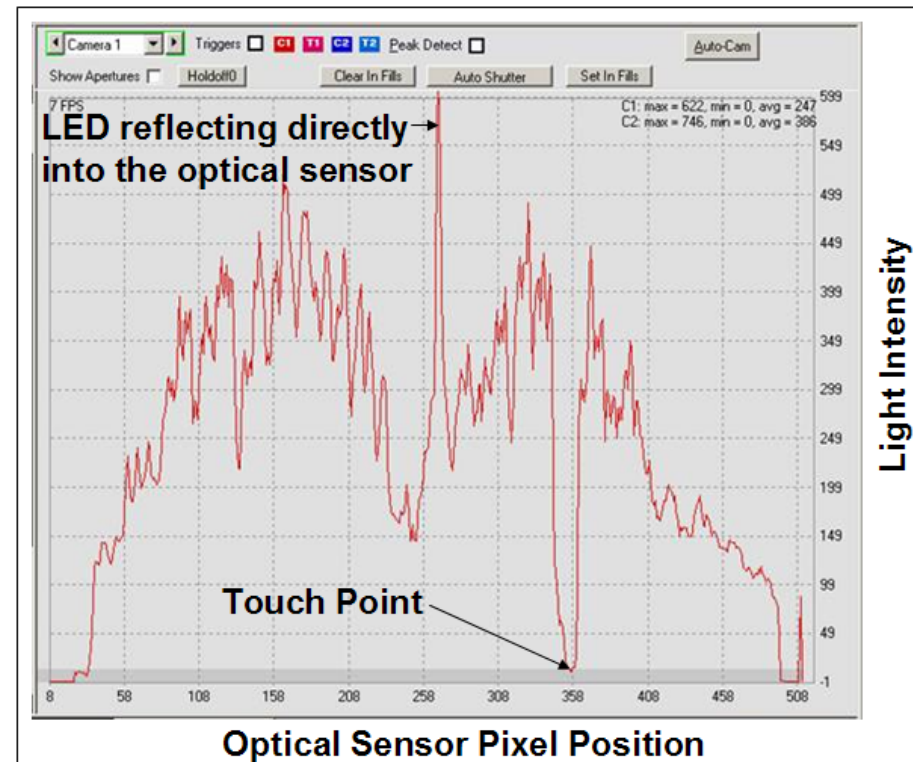 Camera 1 Triggers C1 T1 C2 T2 Peak Detect Auto-Cam
Show Apertures Holdoff0 Clear In Fills Auto Shutter Set In Fills
7 FPS
C1: max = 622, min = 0, avg = 247
C2: max = 746, min = 0, avg = 386
LED reflecting directly
into the optical sensor
599
549
499
449
399
349
299
249
199
149
99
49
-1
Light Intensity
Touch Point
8 58 108 158 208 258 308 358 408 458 508
Optical Sensor Pixel Position